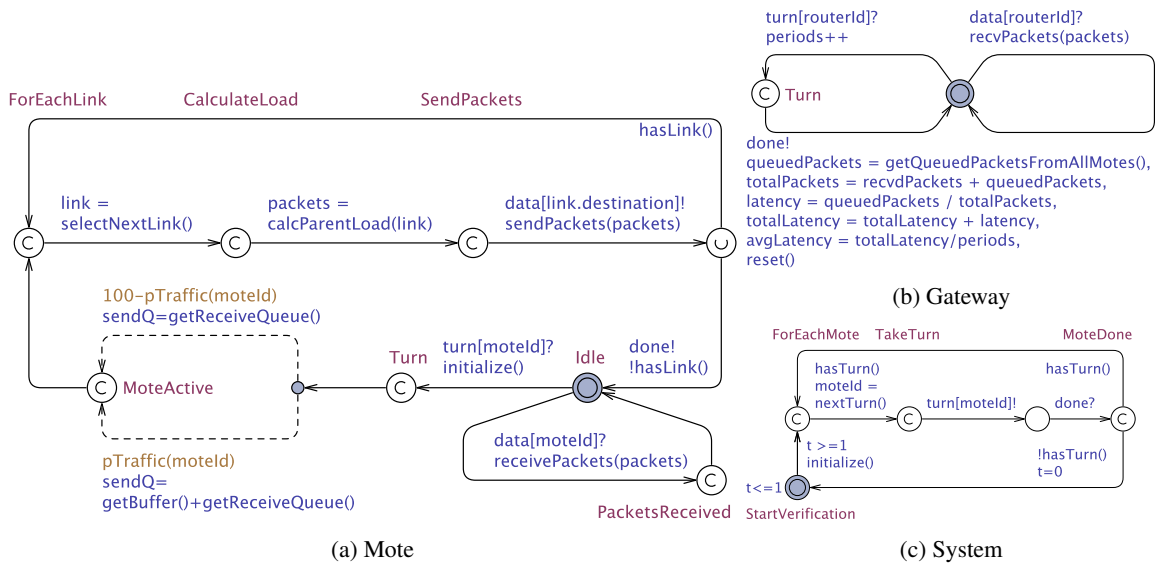 ForEachLink
CalculateLoad
SendPackets
hasLink()
link =
selectNextLink()
packets =
calcParentLoad(link)
data[link.destination]!
sendPackets(packets)
C
C
C
C
100-pTraffic(moteId)
sendQ=getReceiveQueue()
C
MoteActive
pTraffic(moteId)
sendQ=
getBuffer()+getReceiveQueue()
Turn
C
turn[moteId]?
initialize()
Idle
done!
!hasLink()
data[moteId]?
receivePackets(packets)
C
PacketsReceived
(a) Mote
turn[routerId]?
periods++
data[routerId]?
recvPackets(packets)
C
Turn
done!
queuedPackets = getQueuedPacketsFromAllMotes(),
totalPackets = recvdPackets + queuedPackets,
latency = queuedPackets / totalPackets,
totalLatency = totalLatency + latency,
avgLatency = totalLatency/periods,
reset()
(b) Gateway
ForEachMote
TakeTurn
MoteDone
hasTurn()
moteId =
nextTurn()
turn[moteId]!
done?
hasTurn()
C
C
C
t >=1
initialize()
!hasTurn()
t=0
t<=1
StartVerification
(c) System